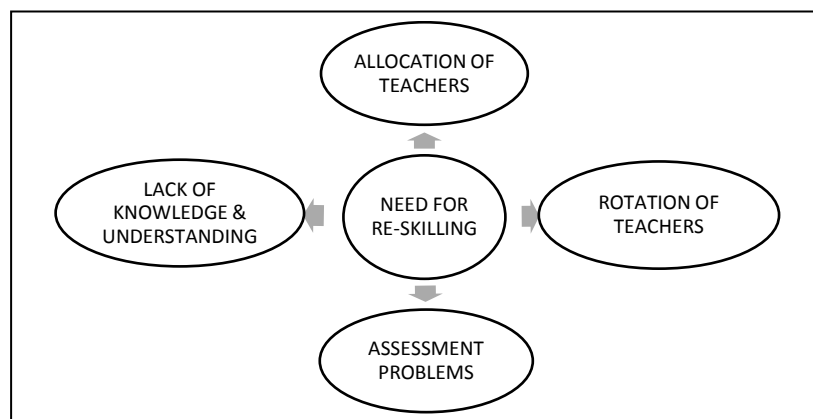 ALLOCATION OF
TEACHERS
LACK OF
KNOWLEDGE &
UNDERSTANDING
NEED FOR
RE-SKILLING
ROTATION OF
TEACHERS
ASSESSMENT
PROBLEMS